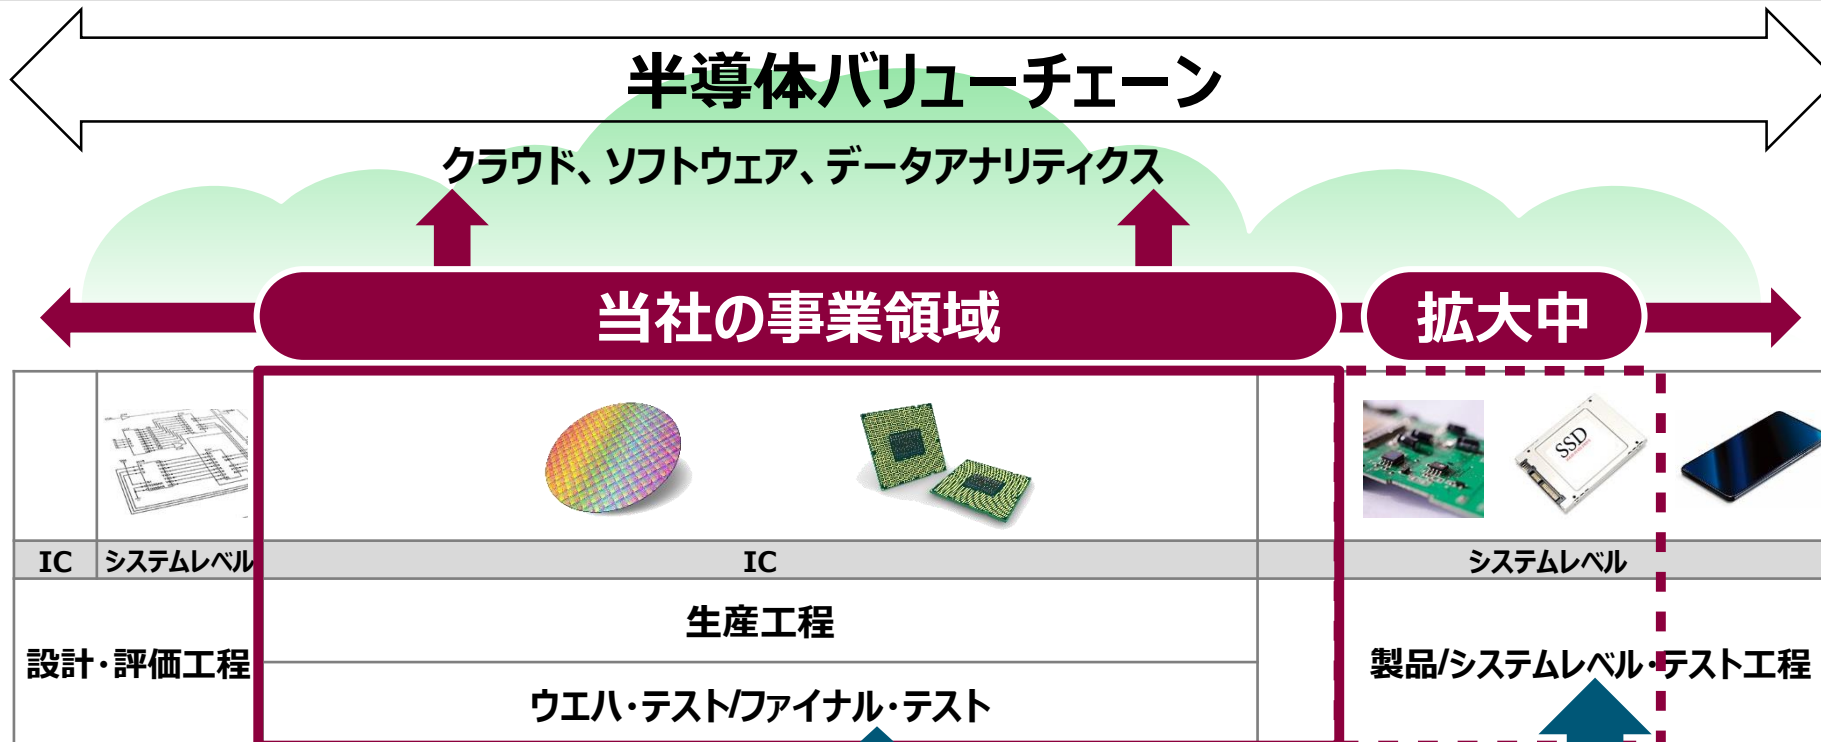 半導体バリューチェーン
クラウド、ソフトウェア、データアナリティクス
当社の事業領域
拡大中
SSD
IC
システムレベル
IC
システムレベル
設計・評価工程
生産工程
ウエハ・テスト/ファイナル・テスト
製品/システムレベル・テスト工程